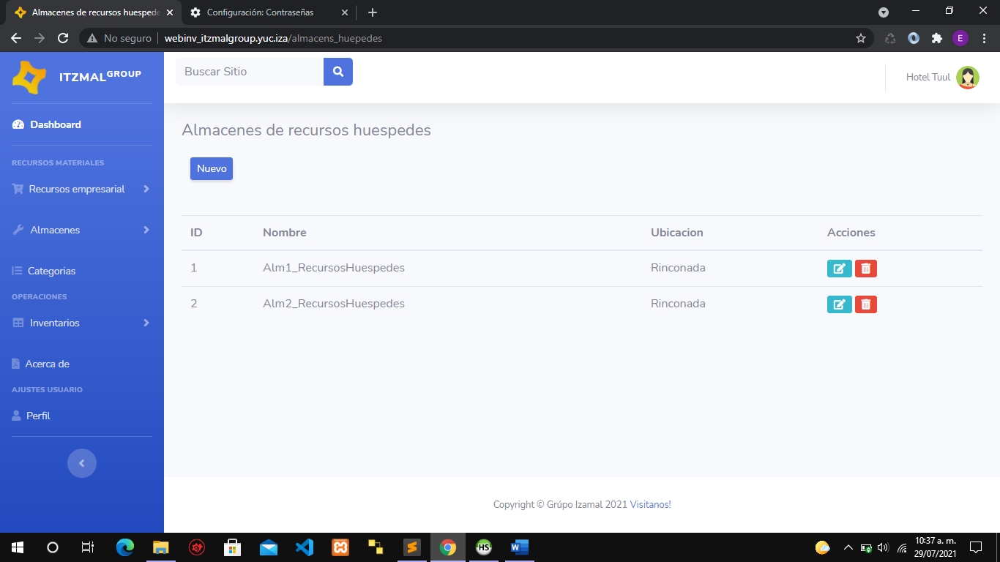 Almacenes de recursos huespede
Configuración: Contraseñas
No seguro
webinv_itzmalgroup.yuc.iza/almacens_huepedes
E
ITZMAL GROUP
Buscar Sitio
Hotel Tuul
Dashboard
RECURSOS MATERIALES
Recursos empresarial
Almacenes
Categorias
OPERACIONES
Inventarios
Acerca de
AJUSTES USUARIO
Perfil
Almacenes de recursos huespedes
Nuevo
ID Nombre Ubicacion Acciones
1 Alm1_RecursosHuespedes Rinconada
2 Alm2_RecursosHuespedes Rinconada
Copyright © Grúpo Izamal 2021 Visitanos!
HS
W
10:37 a. m.
29/07/2021